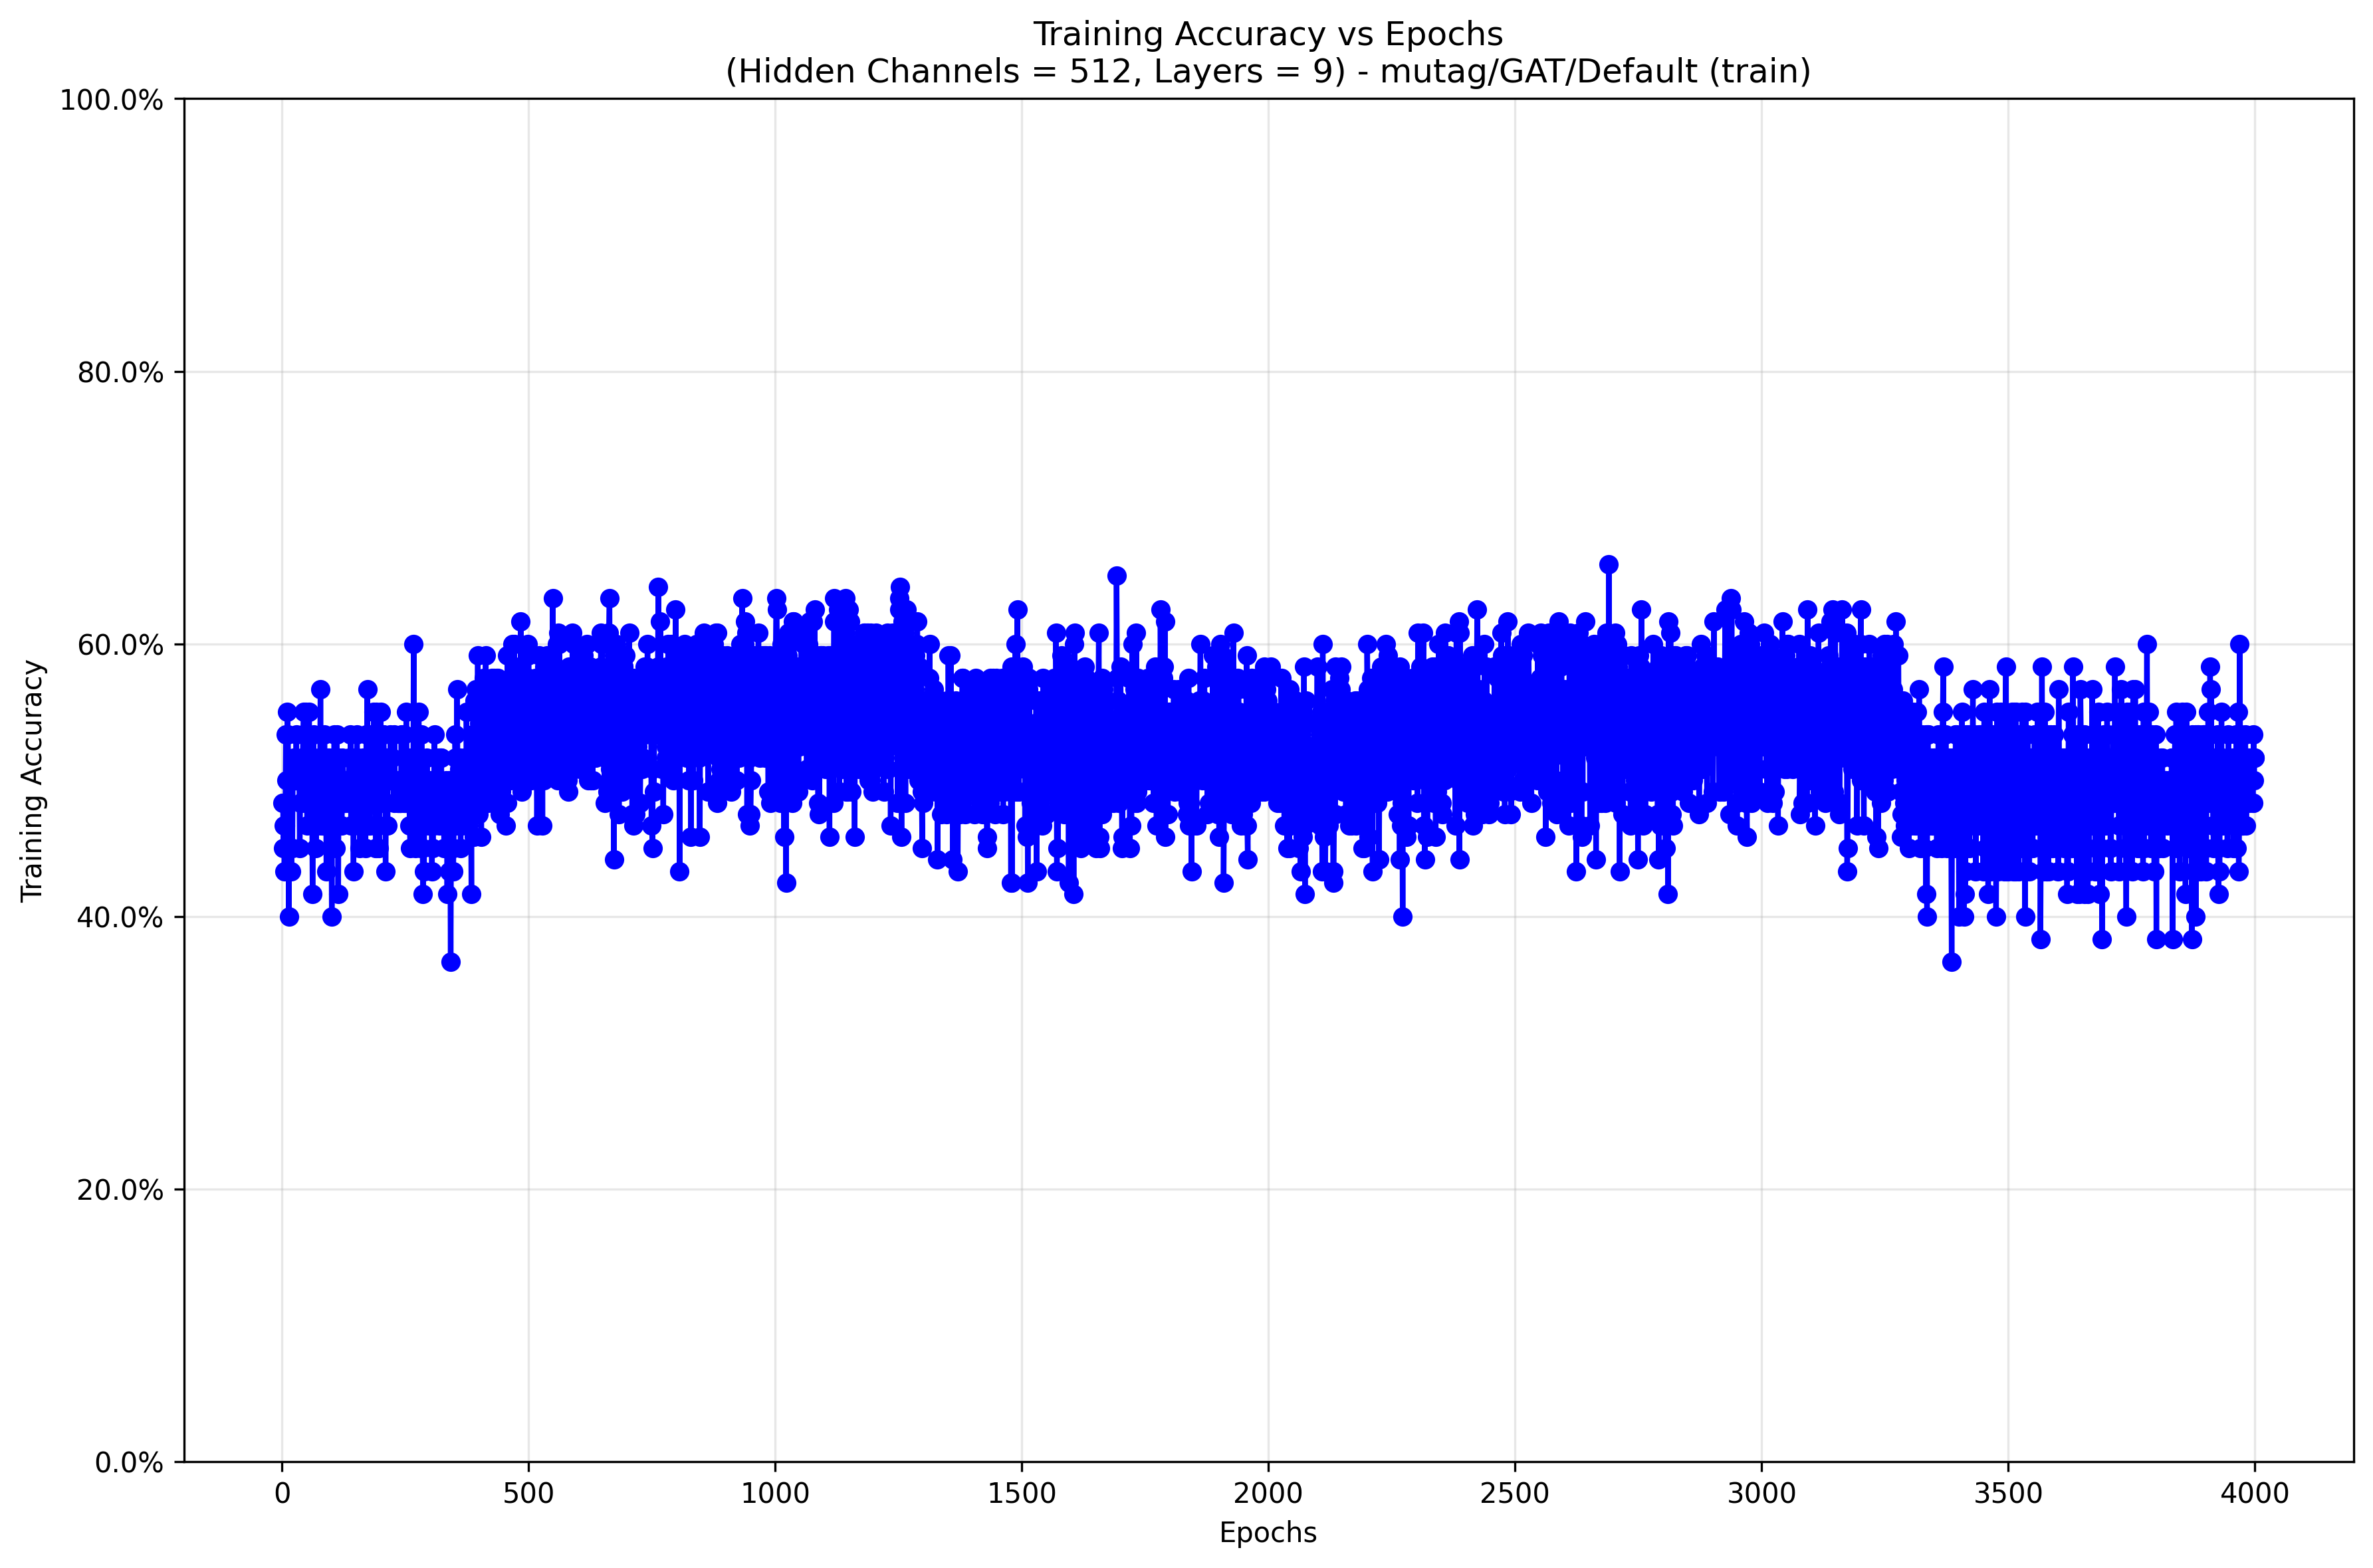 Training Accuracy vs Epochs
(Hidden Channels = 512, Layers = 9) - mutag/GAT/Default (train)
100.0%
80.0%
60.0%
40.0%
20.0%
0.0%
Training Accuracy
0 500 1000 1500 2000 2500 3000 3500 4000
Epochs